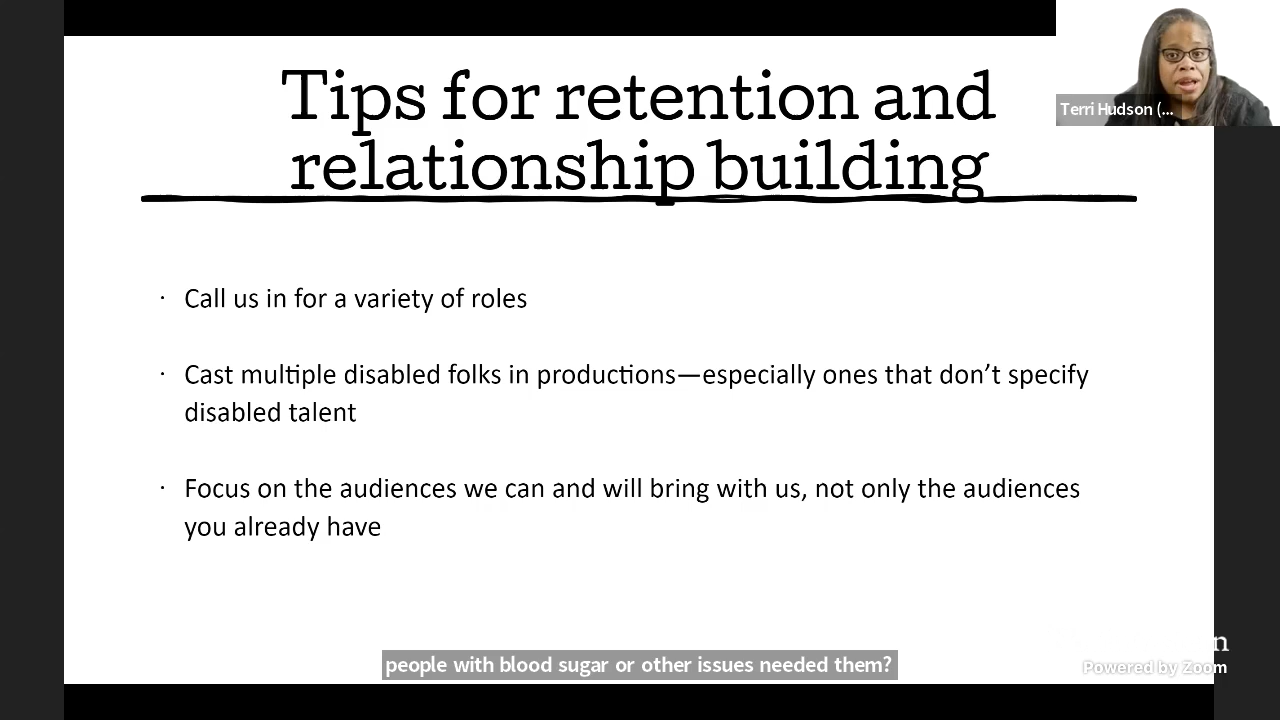 Tips for retention and
relationship building
Terri Hudson (...
· Call us in for a variety of roles
· Cast multiple disabled folks in productions—especially ones that don’t specify
disabled talent
· Focus on the audiences we can and will bring with us, not only the audiences
you already have
people with blood sugar or other issues needed them?
n
Powered by Zoom